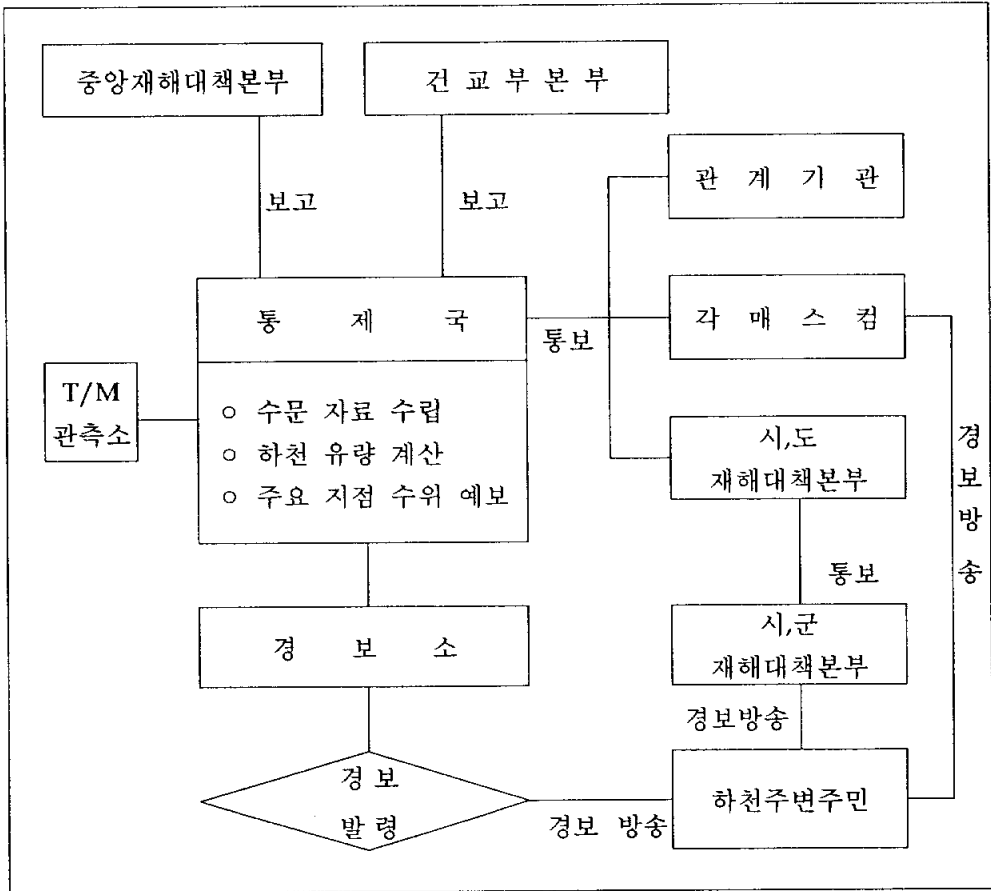 중앙재해대책본부
건 교 부 본 부
보고
보고
관 계 기 관
통 제 국
통보
각 매 스 컴
T/M
관측소
○ 수문 자료 수립
○ 하천 유량 계산
○ 주요 지점 수위 예보
시,도
재해대책본부
경
보
방
송
통보
경 보 소
시,군
재해대책본부
경보방송
경 보
발 령
경보 방송
하천주변주민